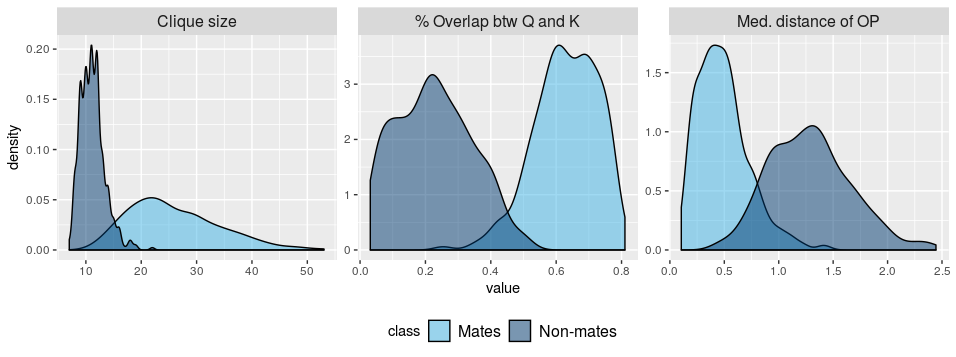 Clique size
% Overlap btw Q and K
Med. distance of OP
density
0.20
0.15
0.10
0.05
0.00
3
2
1
0
1.5
1.0
0.5
0.0
10 20 30 40 50
0.0 0.2 0.4 0.6 0.8
0.0 0.5 1.0 1.5 2.0 2.5
value
class Mates Non-mates